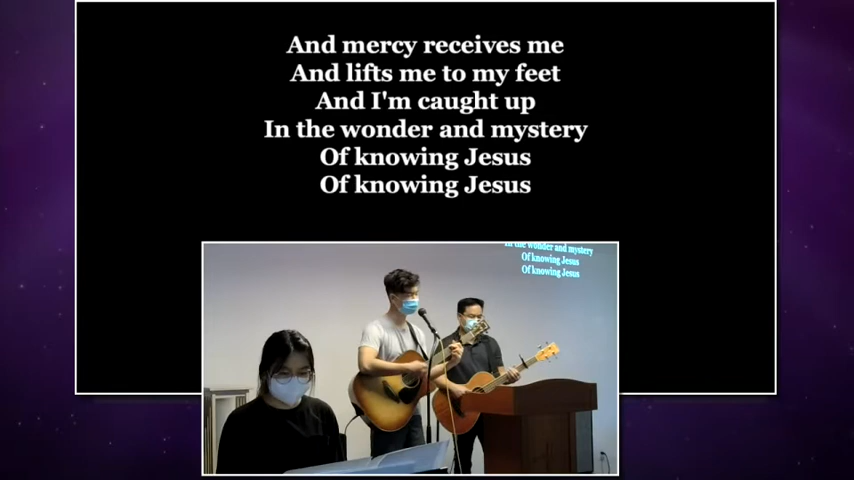 And mercy receives me
And lifts me to my feet
And I'm caught up
In the wonder and mystery
Of knowing Jesus
Of knowing Jesus
In the wonder and mystery
Of knowing Jesus
Of knowing Jesus